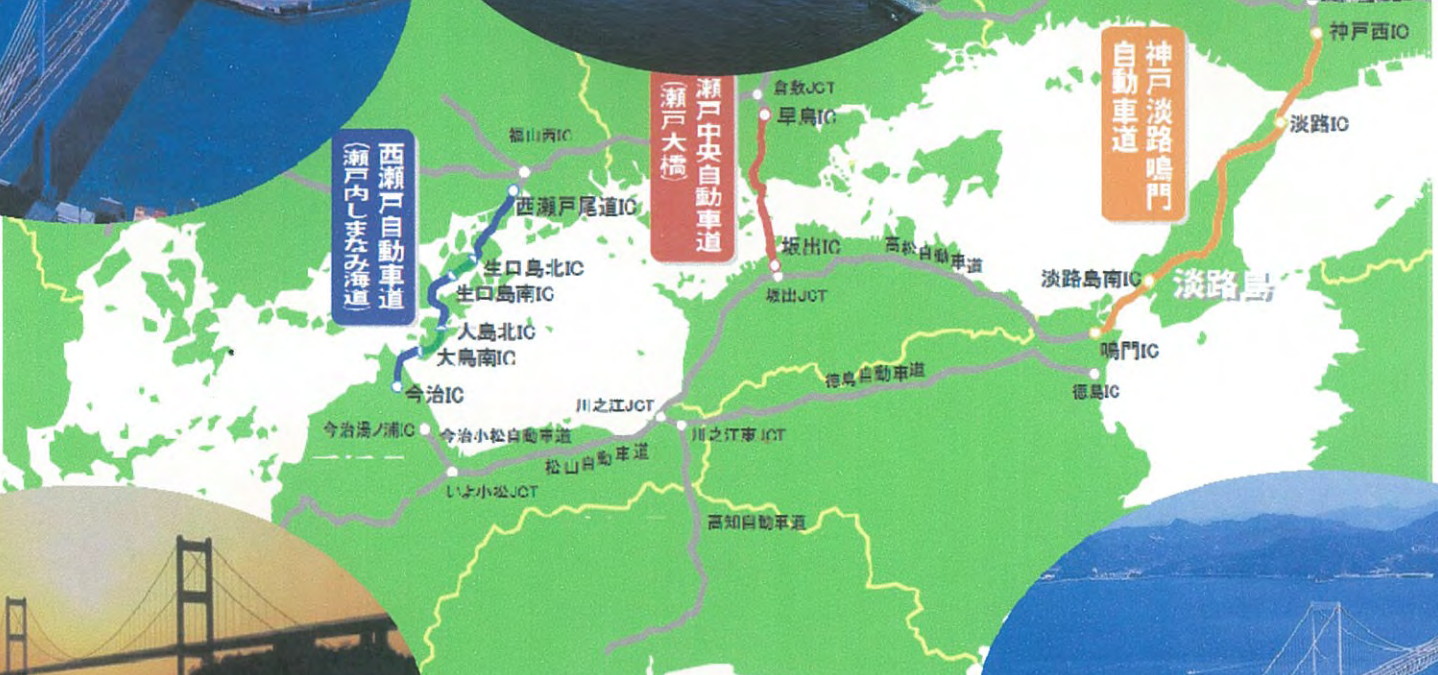 神戸西IC
神戸淡路鳴門
自動車道
淡路IC
倉敷JCT
早島IC
瀬戸中央自動車道
(瀬戸大橋)
福山西IC
西瀬戸自動車道
(瀬戸内しまなみ海道)
西瀬戸尾道IC
坂出IC
高松自動車道
生口島北IC
生口島南IC
坂出JCT
淡路島南IC
淡路島
大島北IC
大島南IC
鳴門IC
徳島自動車道
徳島IC
今治IC
川之江JCT
今治湯ノ浦IC
今治小松自動車道
川之江東JCT
松山自動車道
いよ小松JCT
高知自動車道